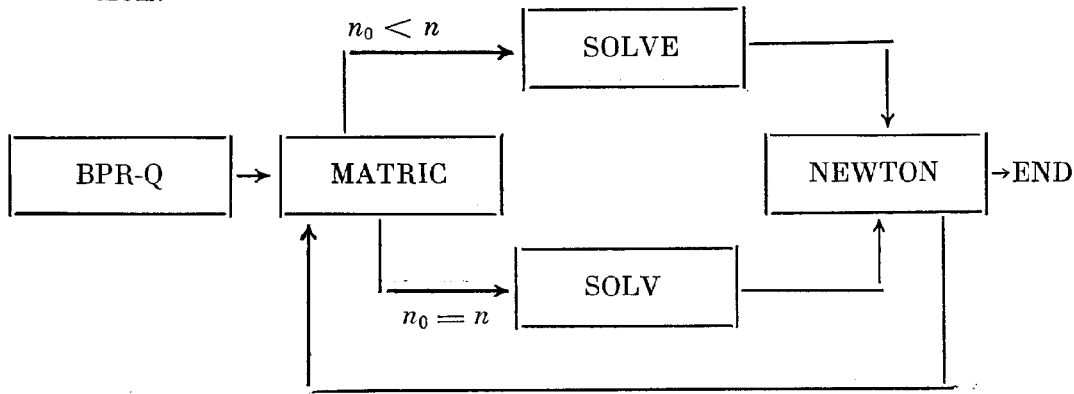 n₀ < n
SOLVE
BPR-Q
MATRIC
NEWTON
→END
SOLV
n₀ = n